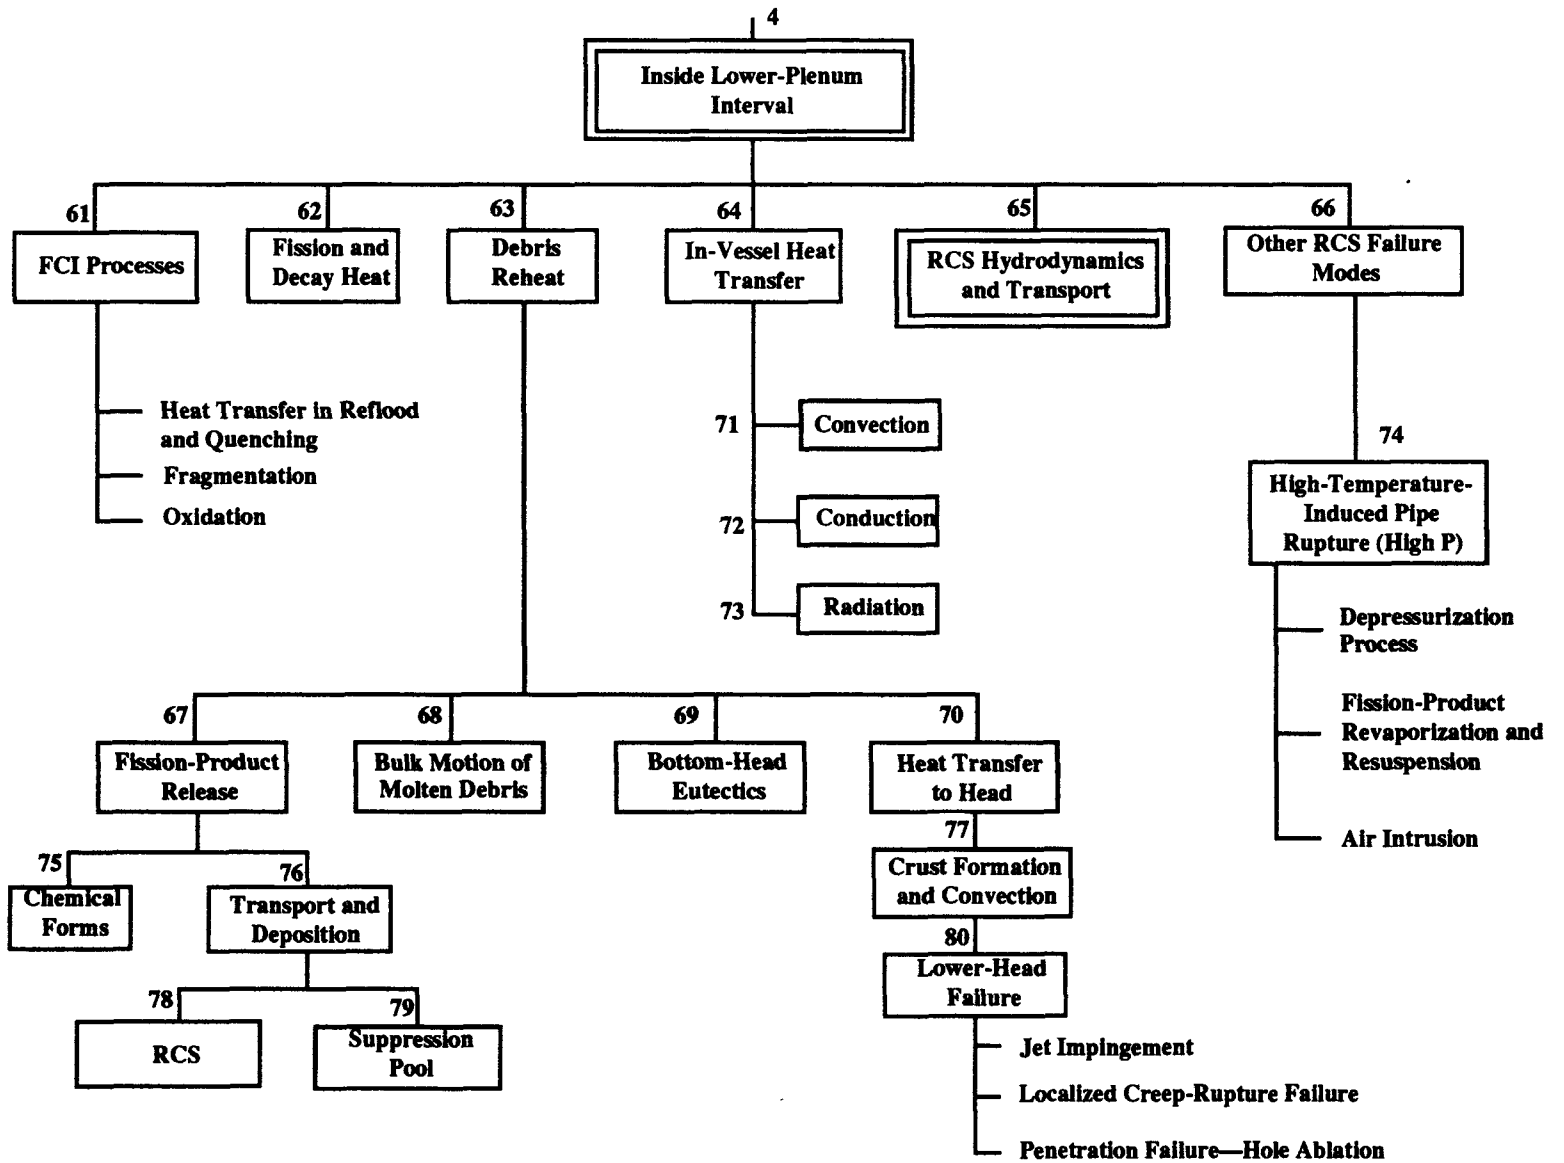 4
Inside Lower-Plenum
Interval
61
62
63
64
65
66
FCI Processes
Fission and
Decay Heat
Debris
Reheat
In-Vessel Heat
Transfer
RCS Hydrodynamics
and Transport
Other RCS Failure
Modes
Heat Transfer in Reflood
and Quenching
Fragmentation
Oxidation
71
Convection
72
Conduction
73
Radiation
74
High-Temperature-
Induced Pipe
Rupture (High P)
Depressurization
Process
Fission-Product
Revaporization and
Resuspension
Air Intrusion
67
68
69
70
Fission-Product
Release
Bulk Motion of
Molten Debris
Bottom-Head
Eutectics
Heat Transfer
to Head
75
Chemical
Forms
76
Transport and
Deposition
77
Crust Formation
and Convection
78
RCS
79
Suppression
Pool
80
Lower-Head
Failure
Jet Impingement
Localized Creep-Rupture Failure
Penetration Failure—Hole Ablation